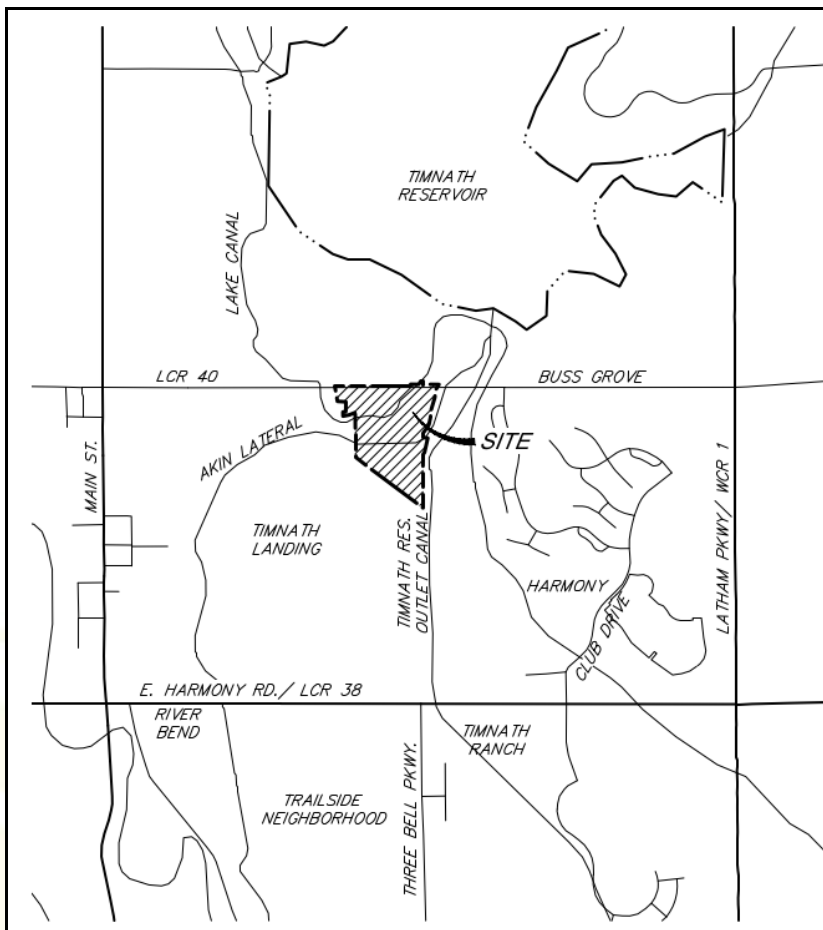 TIMNATH
RESERVOIR
LAKE CANAL
LCR 40
BUSS GROVE
AKIN LATERAL
SITE
MAIN ST.
TIMNATH
LANDING
TIMNATH RES.
OUTLET CANAL
HARMONY
CLUB DRIVE
LATHAM PKWY/ WCR 1
E. HARMONY RD./ LCR 38
RIVER
BEND
TIMNATH
RANCH
TRAILSIDE
NEIGHBORHOOD
THREE BELL PKWY.